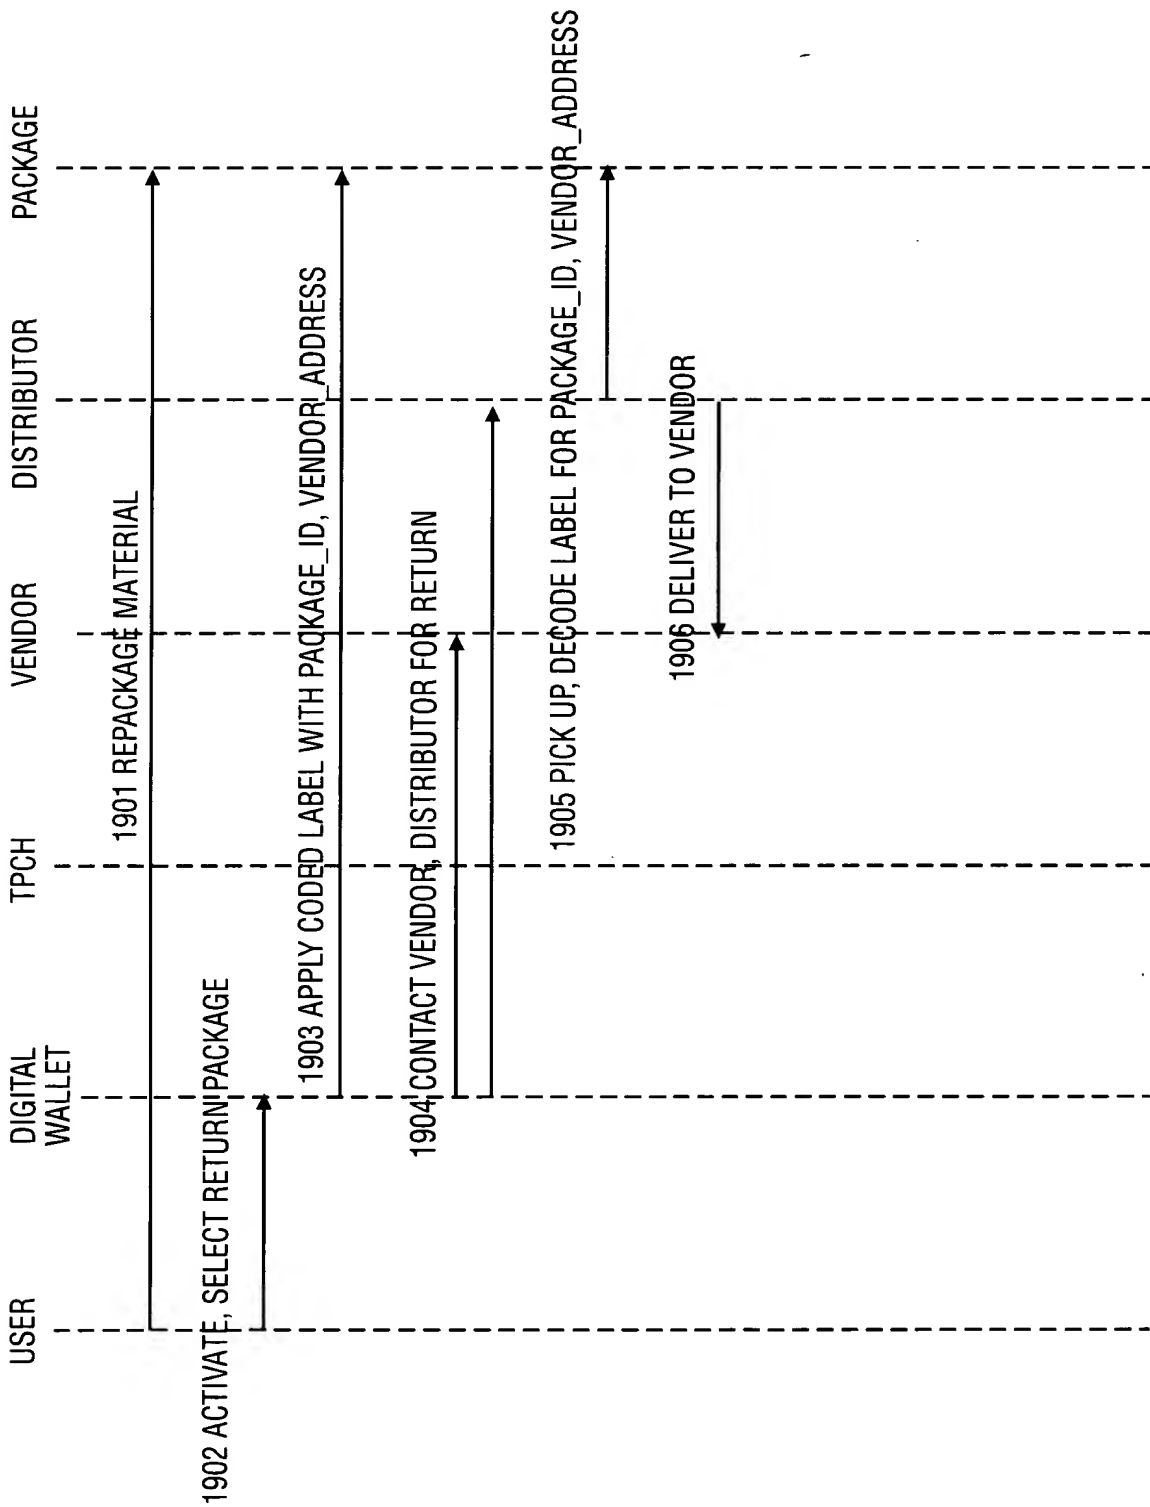 USER
DIGITAL
WALLET
TPCH
VENDOR
DISTRIBUTOR
PACKAGE
1901 REPACKAGE MATERIAL
1902 ACTIVATE, SELECT RETURN PACKAGE
1903 APPLY CODED LABEL WITH PACKAGE_ID, VENDOR_ADDRESS
1904 CONTACT VENDOR, DISTRIBUTOR FOR RETURN
1905 PICK UP, DECODE LABEL FOR PACKAGE_ID, VENDOR_ADDRESS
1906 DELIVER TO VENDOR